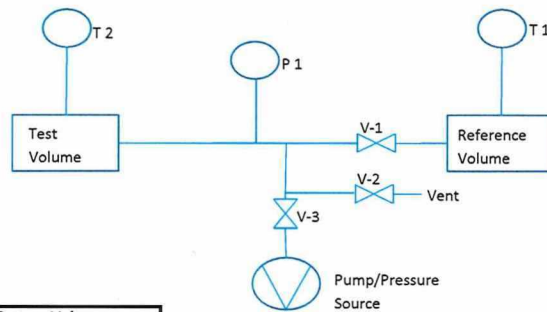 T 2
T 1
P 1
Test
Volume
V-1
Reference
Volume
V-2
Vent
V-3
Pump/Pressure
Source